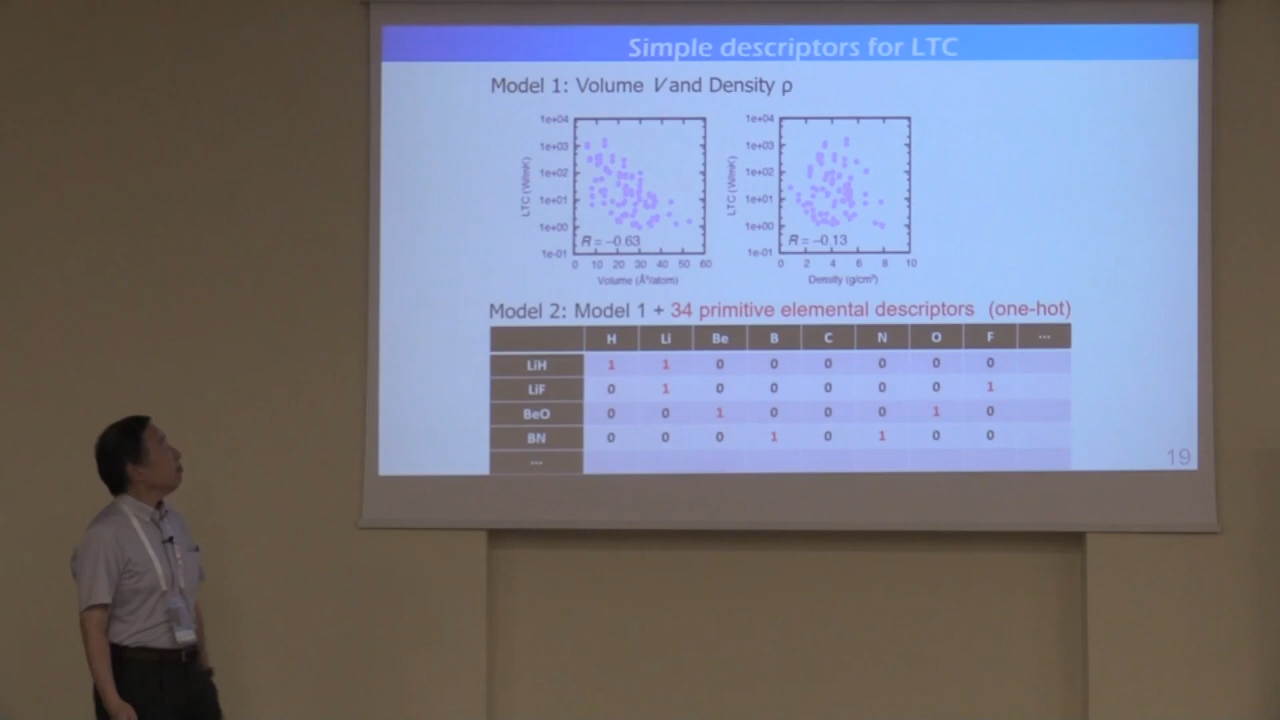 Simple descriptors for LTC
Model 1: Volume V and Density ρ
1e+04
1e+03
1e+02
1e+01
1e+00
1e-01
LTC (W/mK)
R = −0.63
0 10 20 30 40 50 60
Volume (Å³/atom)
1e+04
1e+03
1e+02
1e+01
1e+00
1e-01
LTC (W/mK)
R = −0.13
0 2 4 6 8 10
Density (g/cm³)
Model 2: Model 1 + 34 primitive elemental descriptors (one-hot)
H Li Be B C N O F ...
LiH 1 1 0 0 0 0 0 0
LiF 0 1 0 0 0 0 0 1
BeO 0 0 1 0 0 0 1 0
BN 0 0 0 1 0 1 0 0
...
19